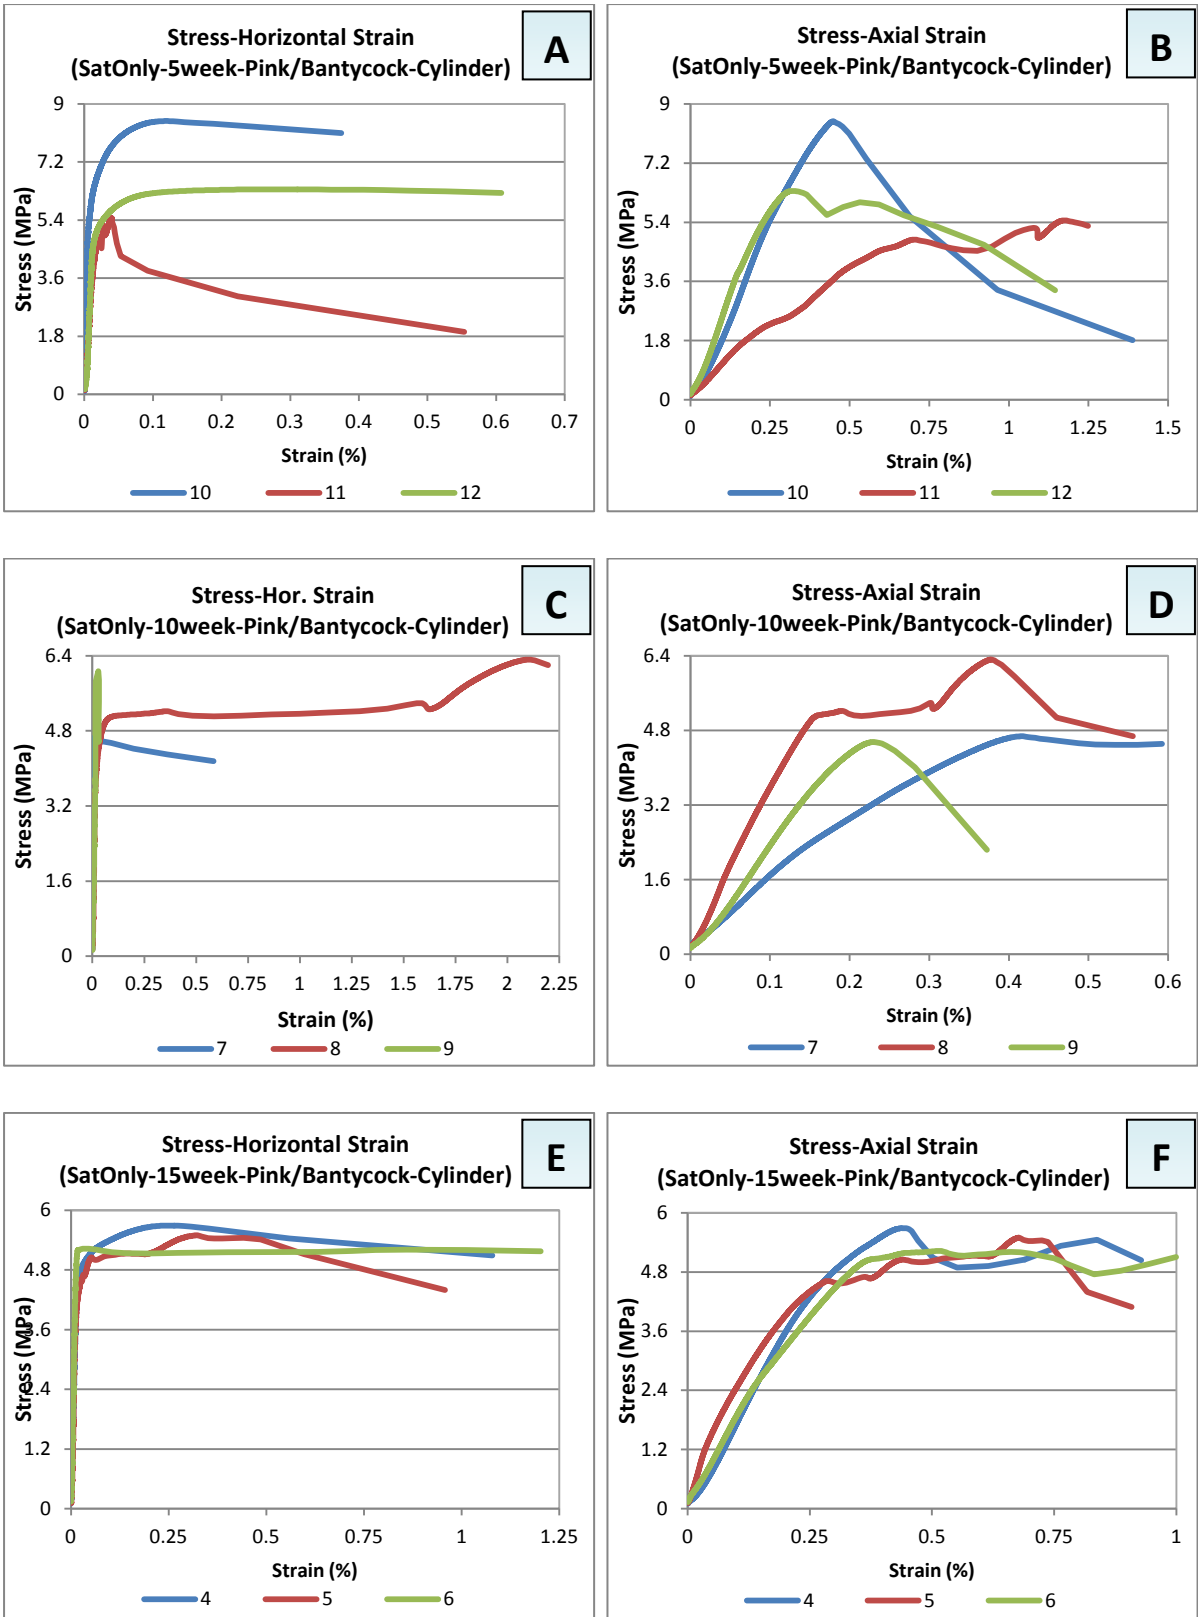 Stress-Horizontal Strain
(SatOnly-5week-Pink/Bantycock-Cylinder)
A
Stress (MPa)
9
7.2
5.4
3.6
1.8
0
0 0.1 0.2 0.3 0.4 0.5 0.6 0.7
Strain (%)
10 11 12
Stress-Axial Strain
(SatOnly-5week-Pink/Bantycock-Cylinder)
B
Stress (MPa)
9
7.2
5.4
3.6
1.8
0
0 0.25 0.5 0.75 1 1.25 1.5
Strain (%)
10 11 12
Stress-Hor. Strain
(SatOnly-10week-Pink/Bantycock-Cylinder)
C
Stress (MPa)
6.4
4.8
3.2
1.6
0
0 0.25 0.5 0.75 1 1.25 1.5 1.75 2 2.25
Strain (%)
7 8 9
Stress-Axial Strain
(SatOnly-10week-Pink/Bantycock-Cylinder)
D
Stress (MPa)
6.4
4.8
3.2
1.6
0
0 0.1 0.2 0.3 0.4 0.5 0.6
Strain (%)
7 8 9
Stress-Horizontal Strain
(SatOnly-15week-Pink/Bantycock-Cylinder)
E
Stress (MPa)
6
4.8
3.6
2.4
1.2
0
0 0.25 0.5 0.75 1 1.25
Strain (%)
4 5 6
Stress-Axial Strain
(SatOnly-15week-Pink/Bantycock-Cylinder)
F
Stress (MPa)
6
4.8
3.6
2.4
1.2
0
0 0.25 0.5 0.75 1
Strain (%)
4 5 6